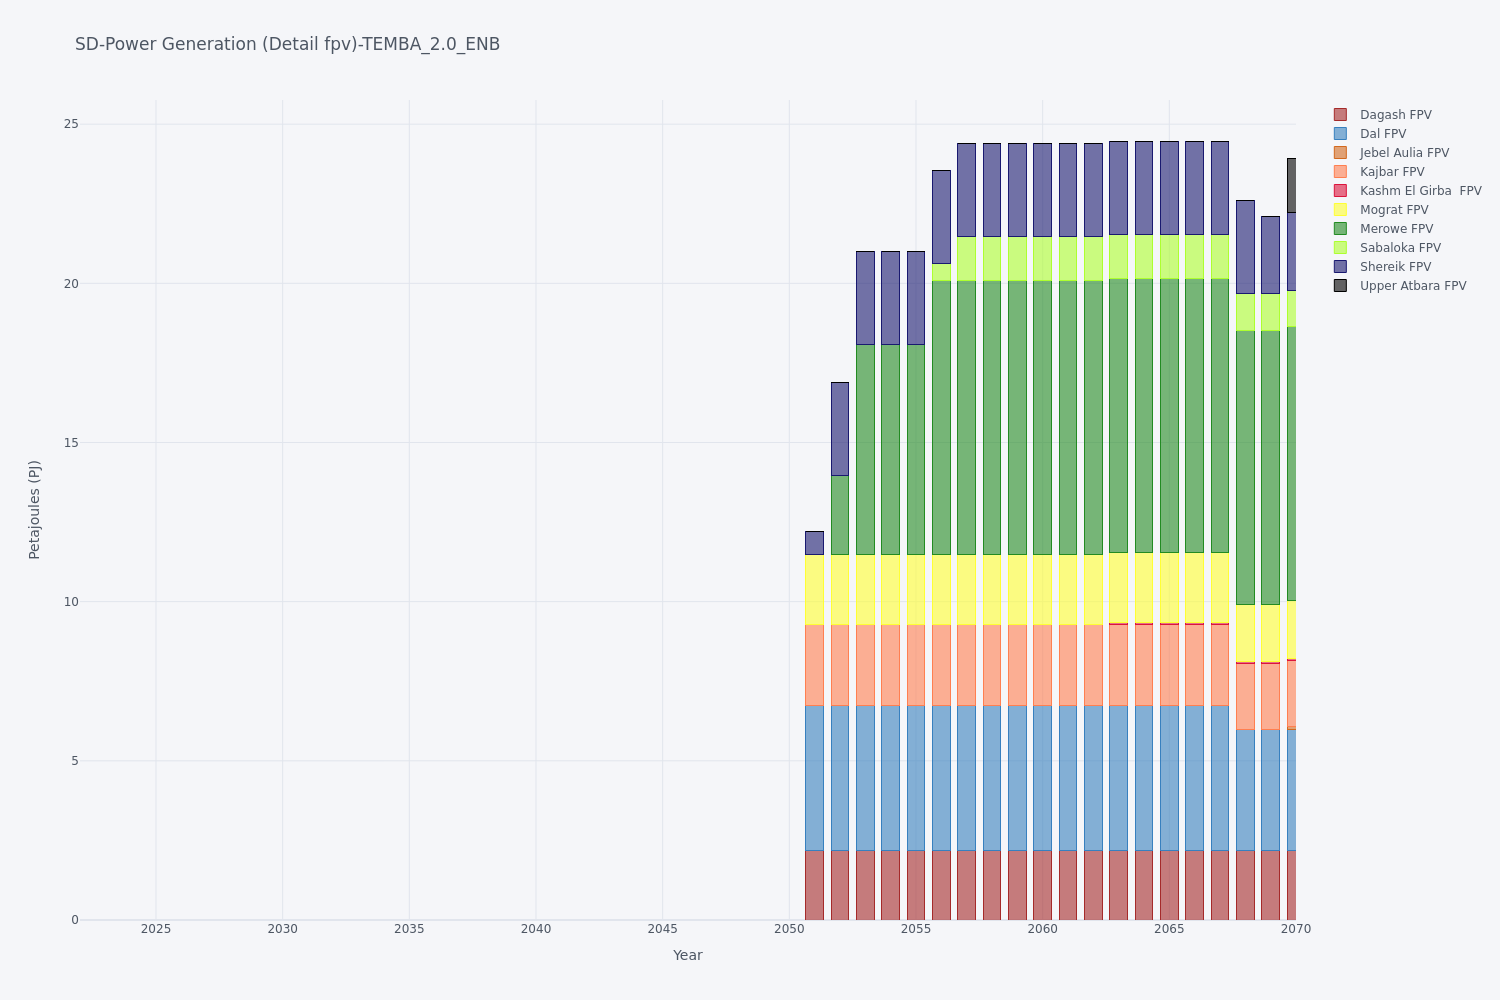 SD-Power Generation (Detail fpv)-TEMBA_2.0_ENB
Petajoules (PJ)
25
20
15
10
5
0
2025 2030 2035 2040 2045 2050 2055 2060 2065 2070
Year
Dagash FPV
Dal FPV
Jebel Aulia FPV
Kajbar FPV
Kashm El Girba  FPV
Mograt FPV
Merowe FPV
Sabaloka FPV
Shereik FPV
Upper Atbara FPV